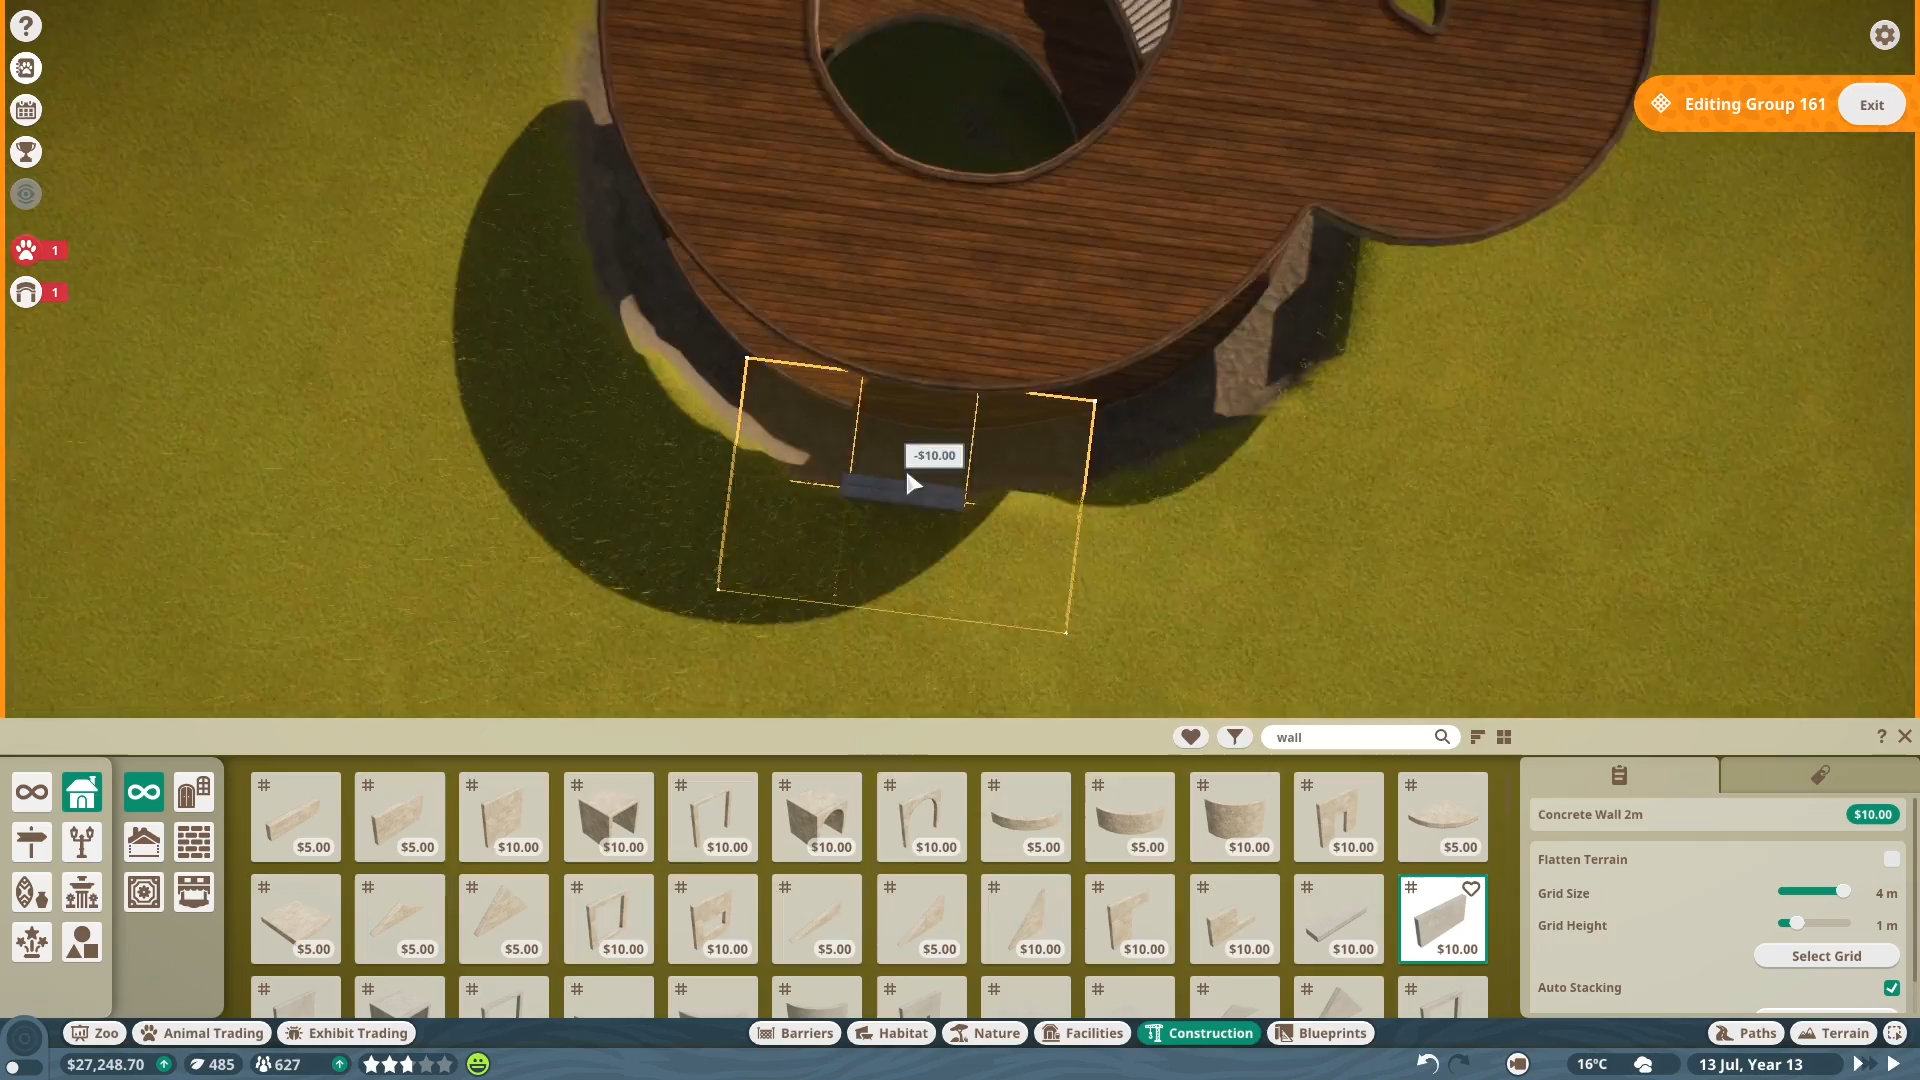 ?
Editing Group 161
Exit
1
1
-$10.00
wall
?
$5.00
$5.00
$10.00
$10.00
$10.00
$10.00
$10.00
$5.00
$5.00
$10.00
$10.00
$5.00
$5.00
$5.00
$5.00
$10.00
$10.00
$5.00
$5.00
$10.00
$10.00
$10.00
$10.00
$10.00
Concrete Wall 2m
$10.00
Flatten Terrain
Grid Size
4 m
Grid Height
1 m
Select Grid
Auto Stacking
Zoo
Animal Trading
Exhibit Trading
Barriers
Habitat
Nature
Facilities
Construction
Blueprints
Paths
Terrain
$27,248.70
485
627
16°C
13 Jul, Year 13